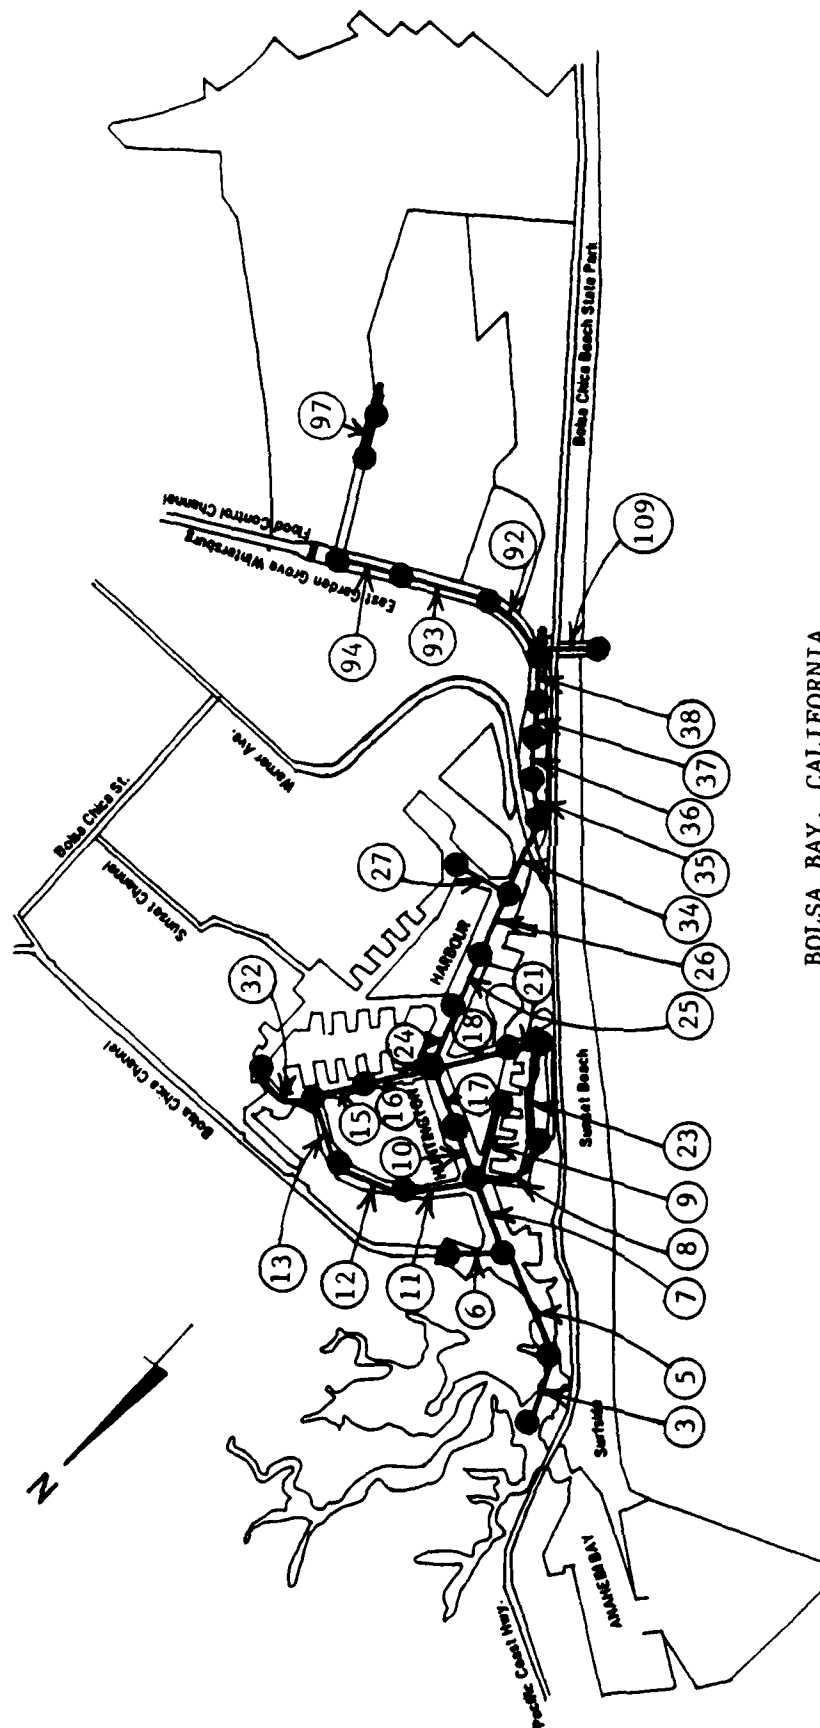 Pacific Coast Hwy.
ANAHEIM BAY
Surfside
N
3
5
6
7
8
9
11
12
13
10
HUNTINGTON
17
15
16
32
24
18
23
Sunset Beach
21
25
26
HARBOUR
27
34
35
36
37
38
Bolsa Chica Channel
Sunset Channel
Bolsa Chica St.
Warner Ave.
94
93
92
109
East Garden Grove Wintersburg
Flood Control Channel
97
Bolsa Chica Beach State Park
BOLSA BAY, CALIFORNIA